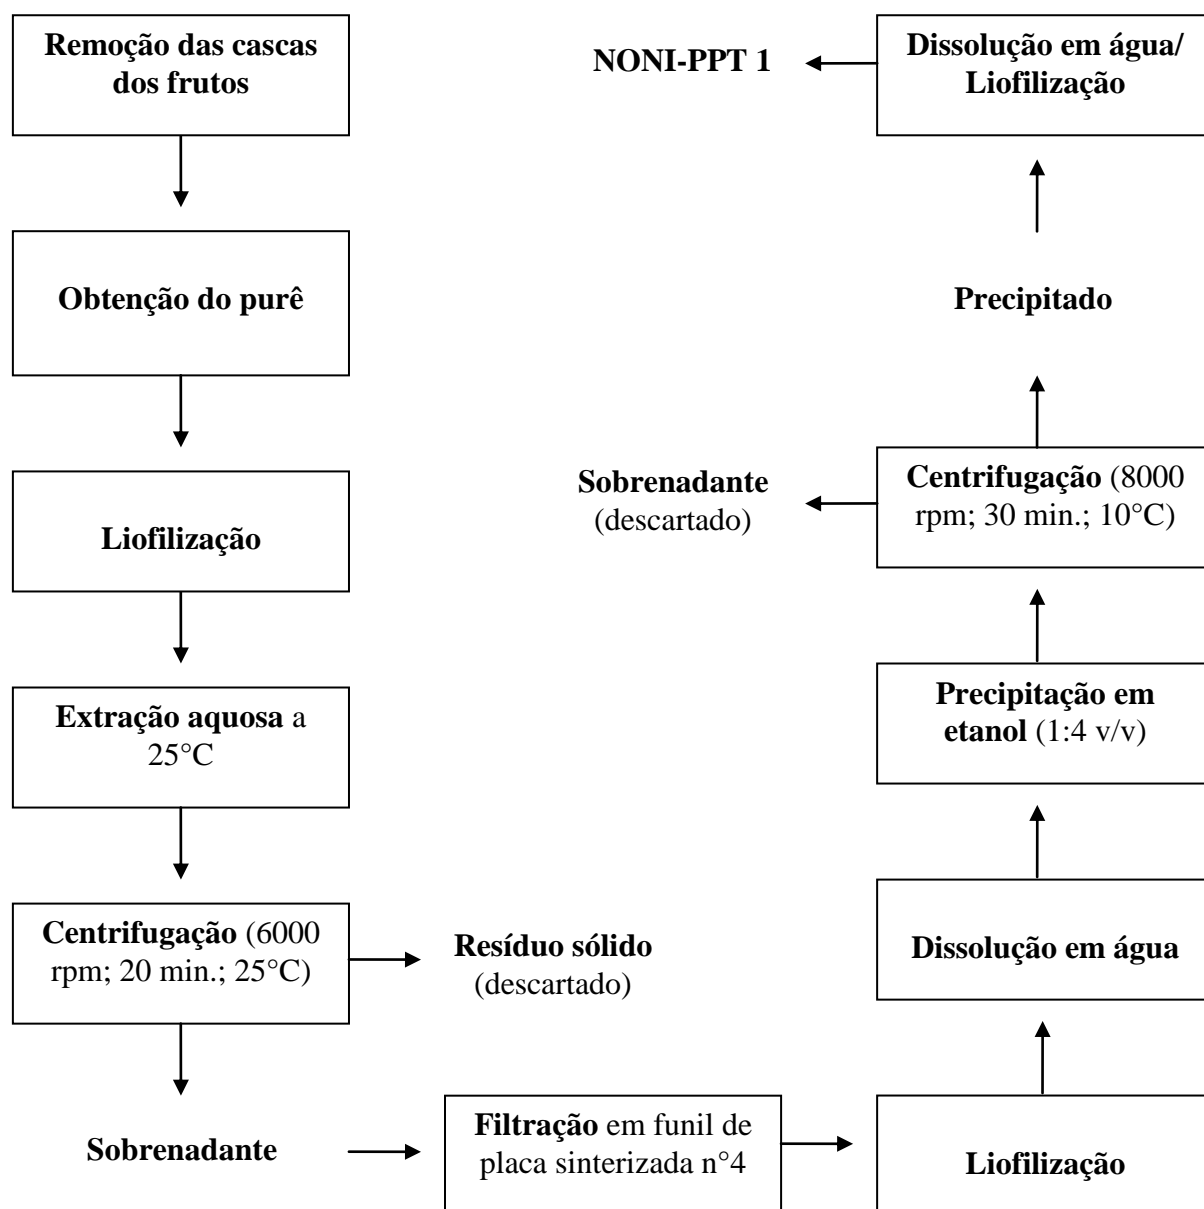 Remoção das cascas
dos frutos
Obtenção do purê
Liofilização
Extração aquosa a
25°C
Centrifugação (6000
rpm; 20 min.; 25°C)
Resíduo sólido
(descartado)
Sobrenadante
Filtração em funil de
placa sinterizada n°4
Liofilização
Dissolução em água
Precipitação em
etanol (1:4 v/v)
Centrifugação (8000
rpm; 30 min.; 10°C)
Sobrenadante
(descartado)
Precipitado
Dissolução em água/
Liofilização
NONI-PPT 1